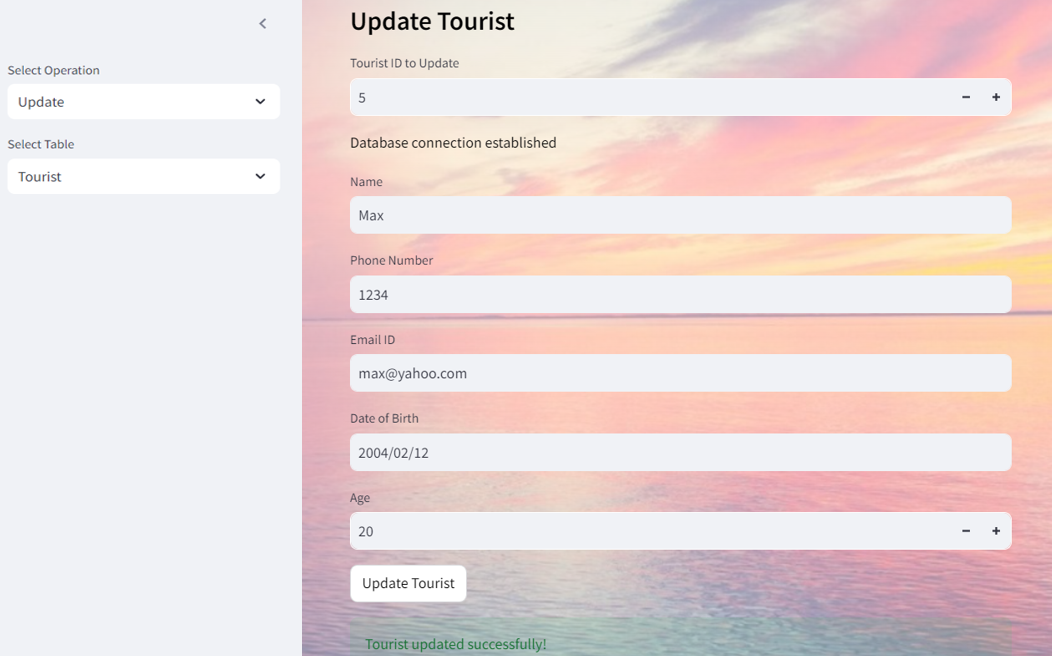 Select Operation
Update
Select Table
Tourist
Update Tourist
Tourist ID to Update
5
Database connection established
Name
Max
Phone Number
1234
Email ID
max@yahoo.com
Date of Birth
2004/02/12
Age
20
Update Tourist
Tourist updated successfully!